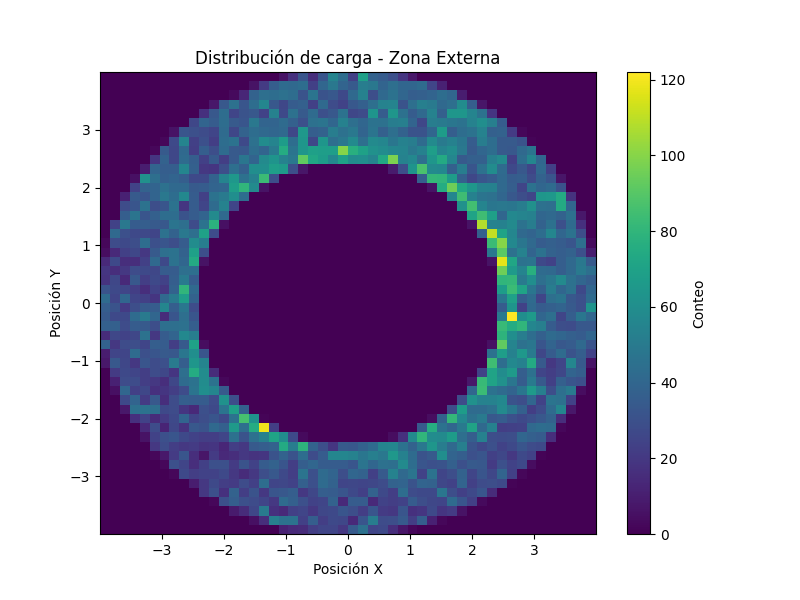 Distribución de carga - Zona Externa
3
2
1
0
−1
−2
−3
Posición Y
−3 −2 −1 0 1 2 3
Posición X
120
100
80
60
40
20
0
Conteo